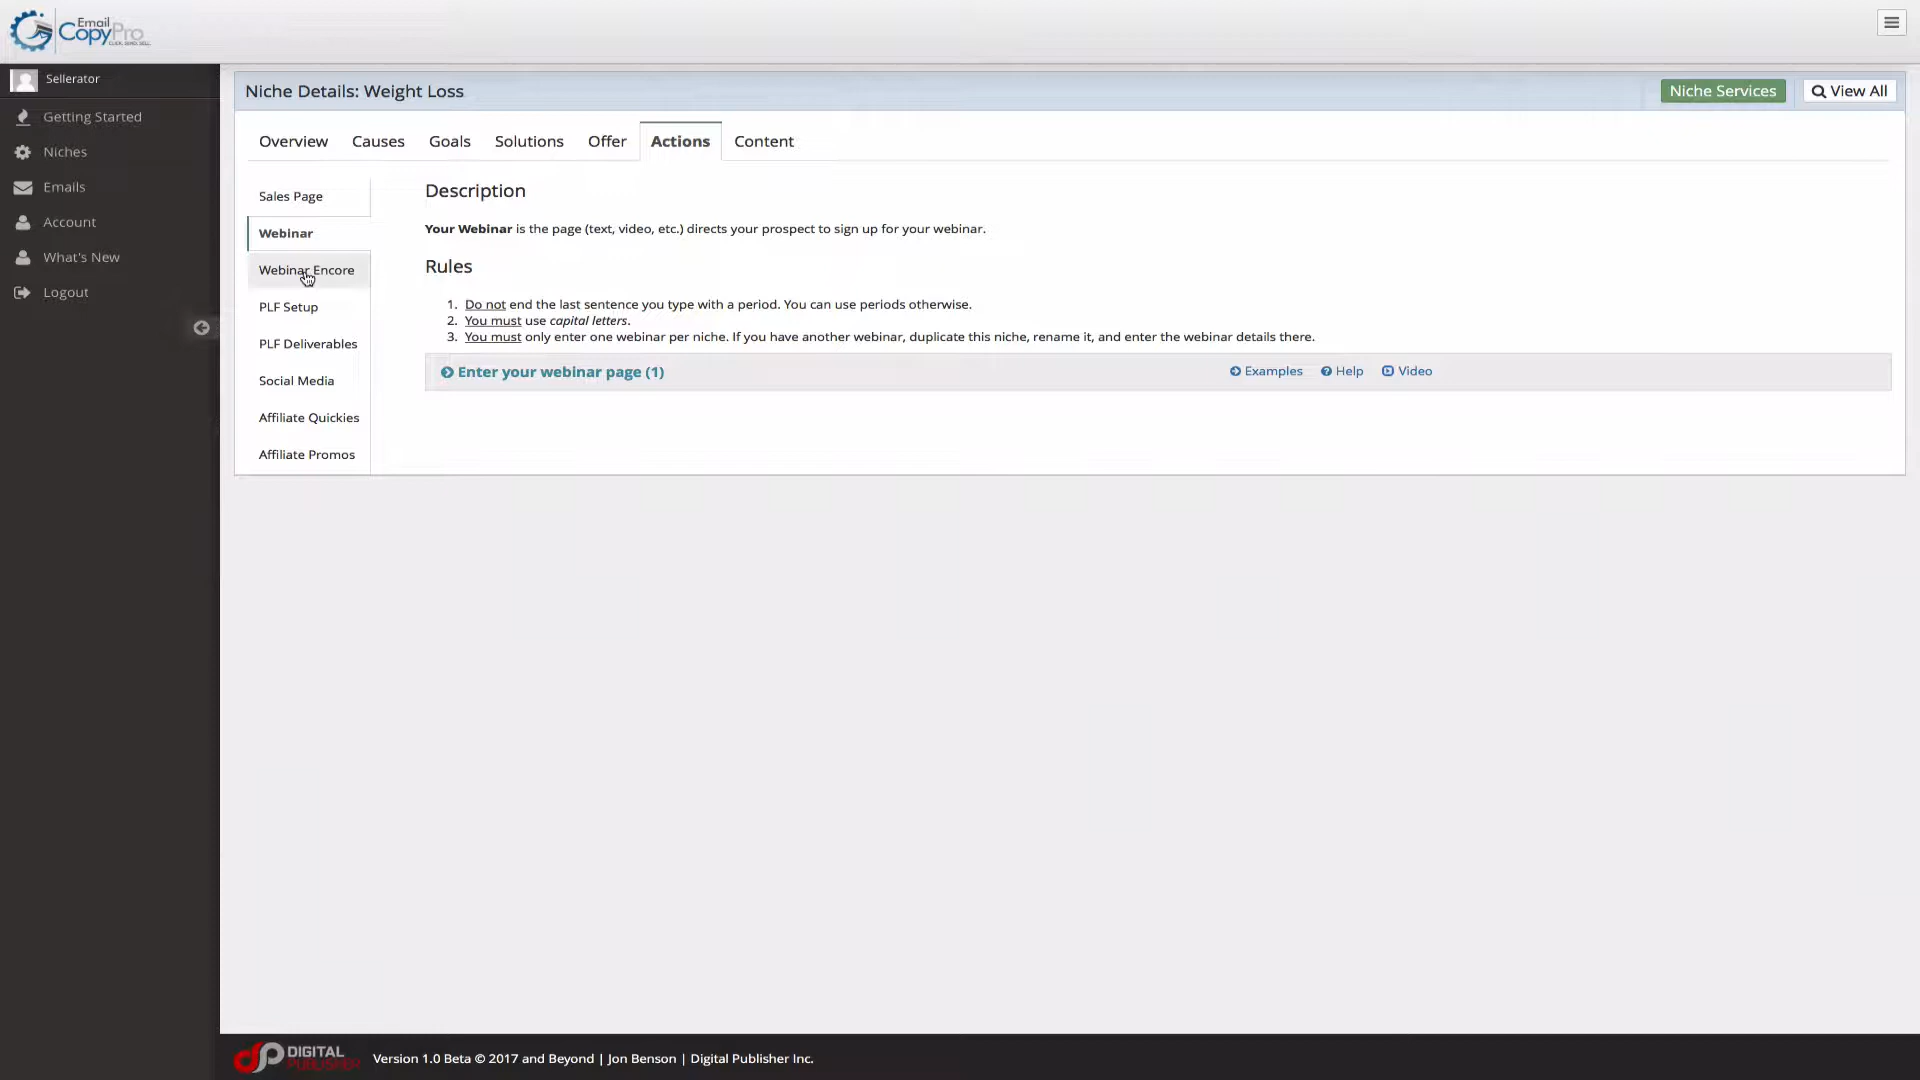 Email
CopyPro
CLICK. SEND. SELL.
Sellerator
Getting Started
Niches
Emails
Account
What's New
Logout
Niche Details: Weight Loss
Niche Services
View All
Overview
Causes
Goals
Solutions
Offer
Actions
Content
Sales Page
Webinar
Webinar Encore
PLF Setup
PLF Deliverables
Social Media
Affiliate Quickies
Affiliate Promos
Description
Your Webinar is the page (text, video, etc.) directs your prospect to sign up for your webinar.
Rules
1. Do not end the last sentence you type with a period. You can use periods otherwise.
2. You must use capital letters.
3. You must only enter one webinar per niche. If you have another webinar, duplicate this niche, rename it, and enter the webinar details there.
Enter your webinar page (1)
Examples
Help
Video
DIGITAL
PUBLISHER
Version 1.0 Beta © 2017 and Beyond | Jon Benson | Digital Publisher Inc.